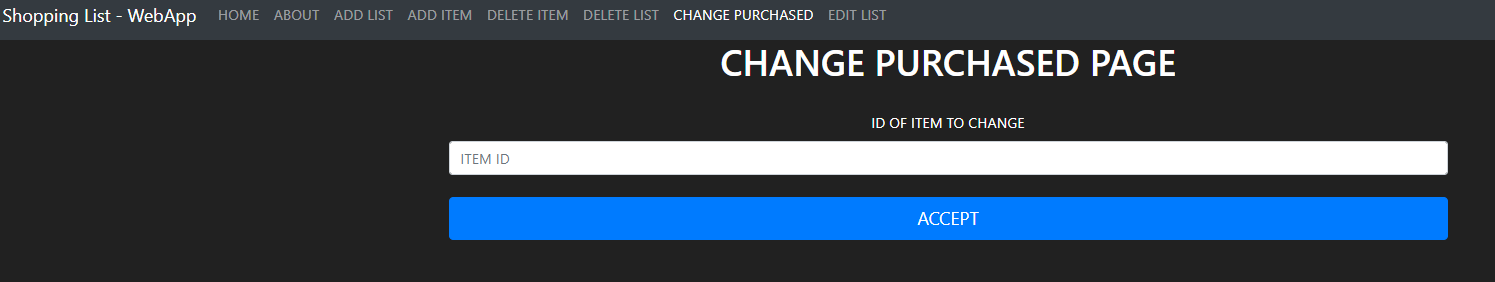 Shopping List - WebApp HOME ABOUT ADD LIST ADD ITEM DELETE ITEM DELETE LIST CHANGE PURCHASED EDIT LIST
CHANGE PURCHASED PAGE
ID OF ITEM TO CHANGE
ITEM ID
ACCEPT